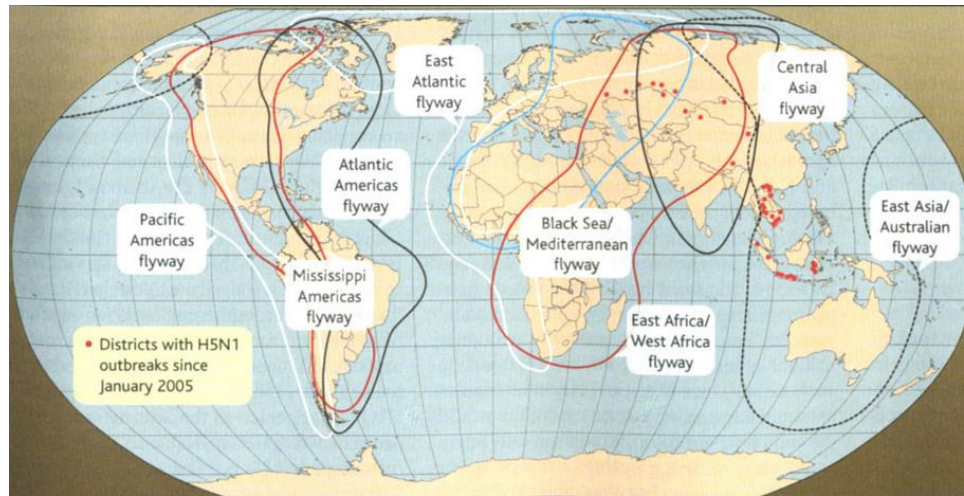 East
Atlantic
flyway
Central
Asia
flyway
Atlantic
Americas
flyway
Pacific
Americas
flyway
Black Sea/
Mediterranean
flyway
East Asia/
Australian
flyway
Mississippi
Americas
flyway
East Africa/
West Africa
flyway
• Districts with H5N1
outbreaks since
January 2005